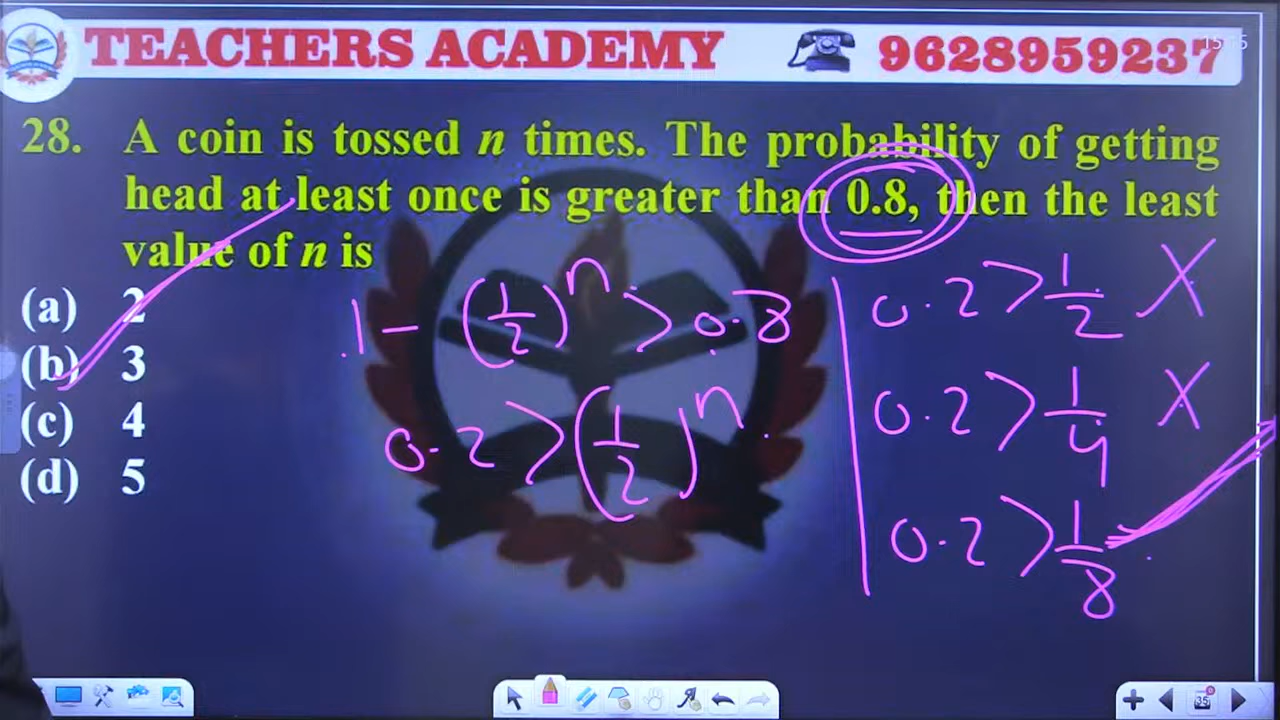 TEACHERS ACADEMY
9628959237
28. A coin is tossed n times. The probability of getting
head at least once is greater than 0.8, then the least
value of n is
(a) 2
(b) 3
(c) 4
(d) 5
1 - (1/2)^n > 0.8
0.2 > (1/2)^n
0.2 > 1/2 X
0.2 > 1/4 X
0.2 > 1/8
35